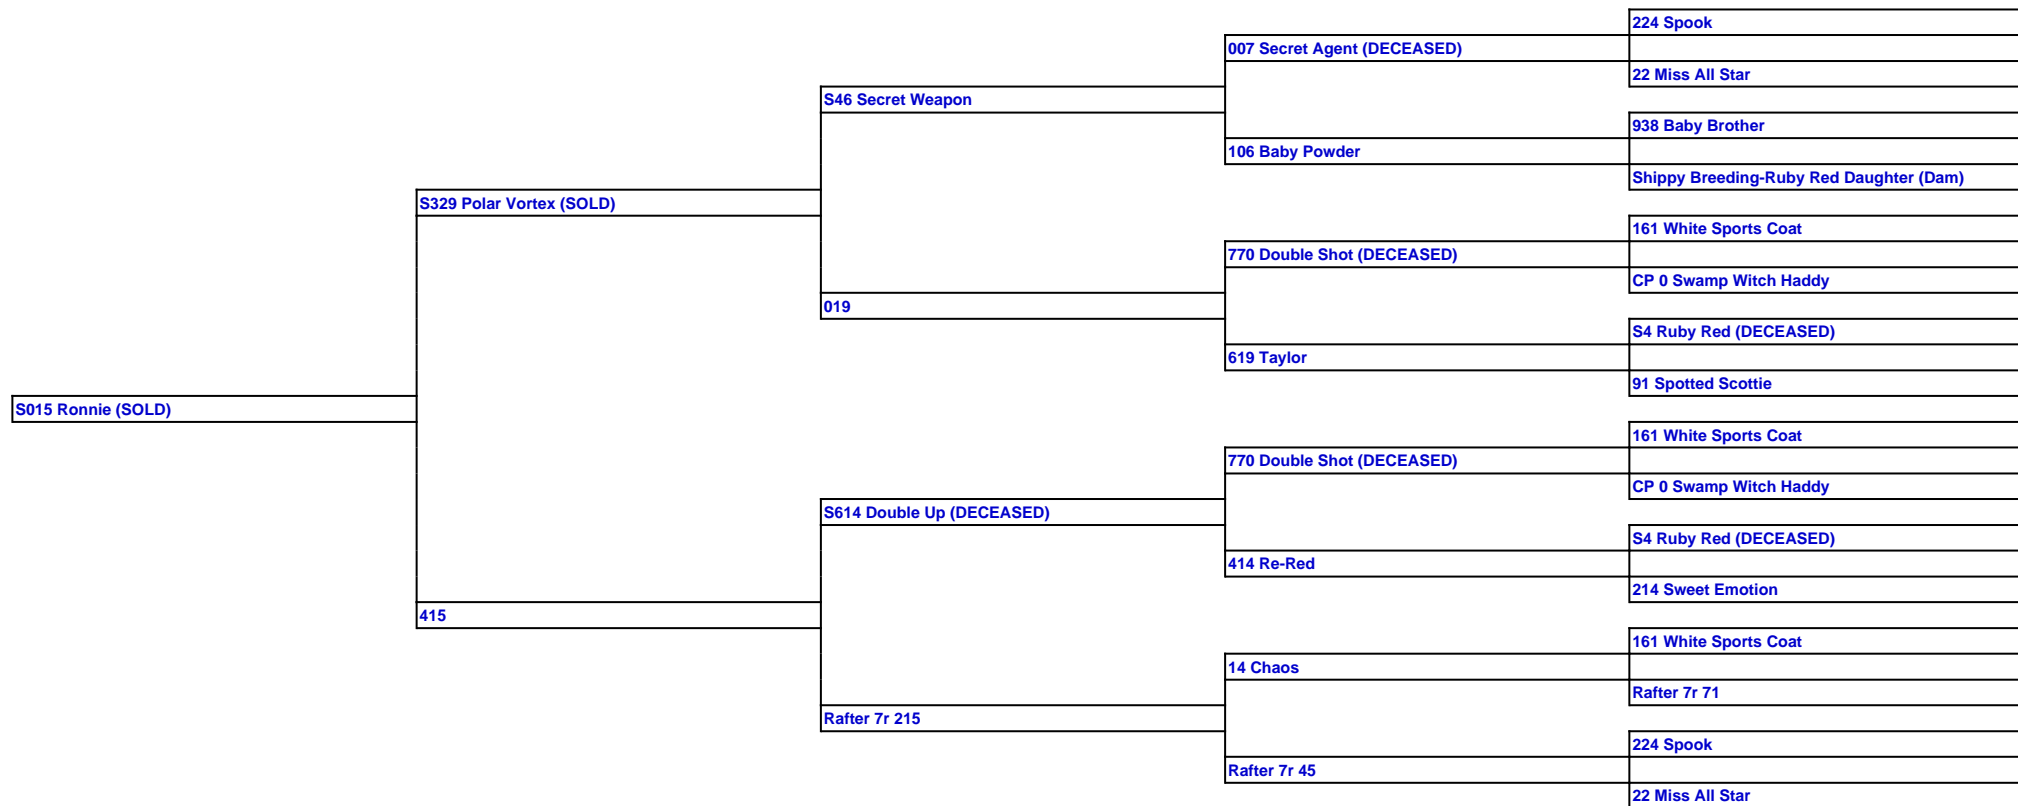 224 Spook
007 Secret Agent (DECEASED)
22 Miss All Star
S46 Secret Weapon
938 Baby Brother
106 Baby Powder
Shippy Breeding-Ruby Red Daughter (Dam)
S329 Polar Vortex (SOLD)
161 White Sports Coat
770 Double Shot (DECEASED)
CP 0 Swamp Witch Haddy
019
S4 Ruby Red (DECEASED)
619 Taylor
91 Spotted Scottie
S015 Ronnie (SOLD)
161 White Sports Coat
770 Double Shot (DECEASED)
CP 0 Swamp Witch Haddy
S614 Double Up (DECEASED)
S4 Ruby Red (DECEASED)
414 Re-Red
214 Sweet Emotion
415
161 White Sports Coat
14 Chaos
Rafter 7r 71
Rafter 7r 215
224 Spook
Rafter 7r 45
22 Miss All Star